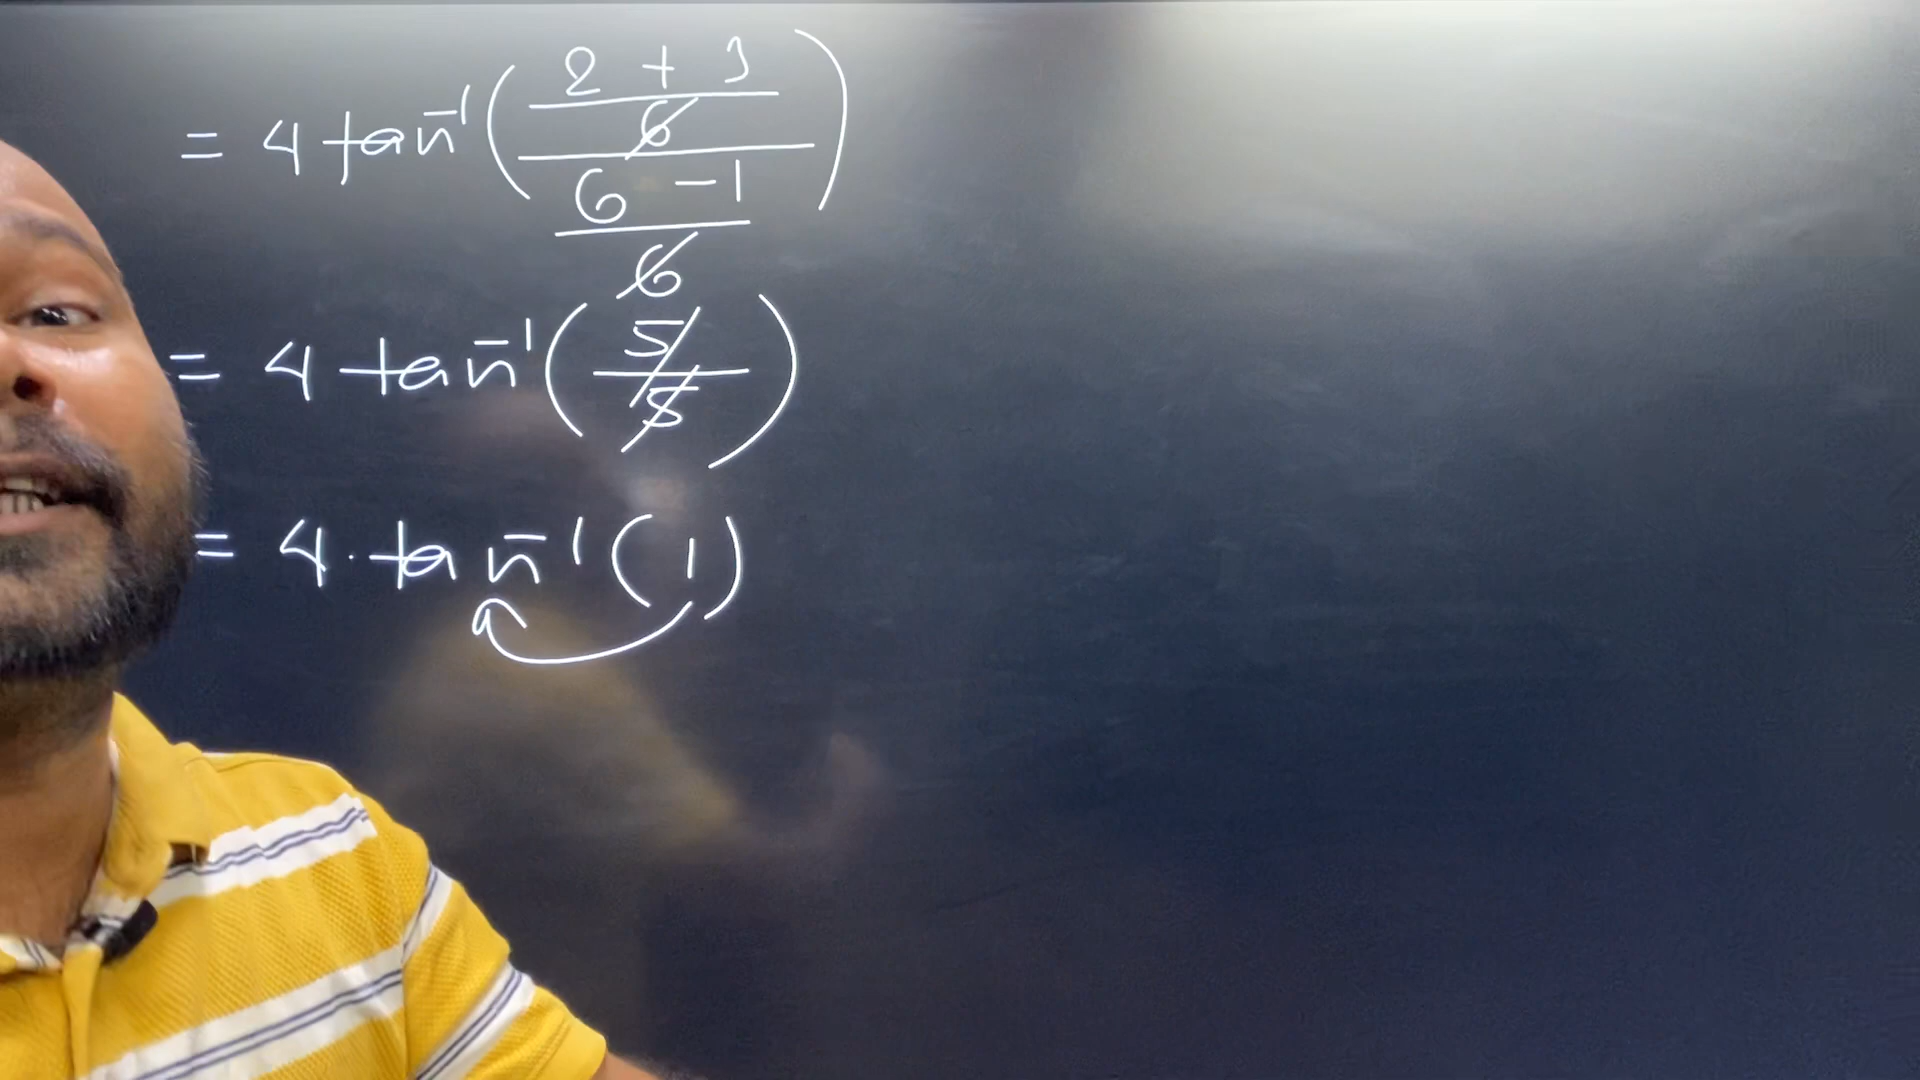 = 4 tan⁻¹ ( (2 + 3)/6 / (6 - 1)/6 )
= 4 tan⁻¹ ( 5/5 )
= 4 · tan⁻¹ ( 1 )